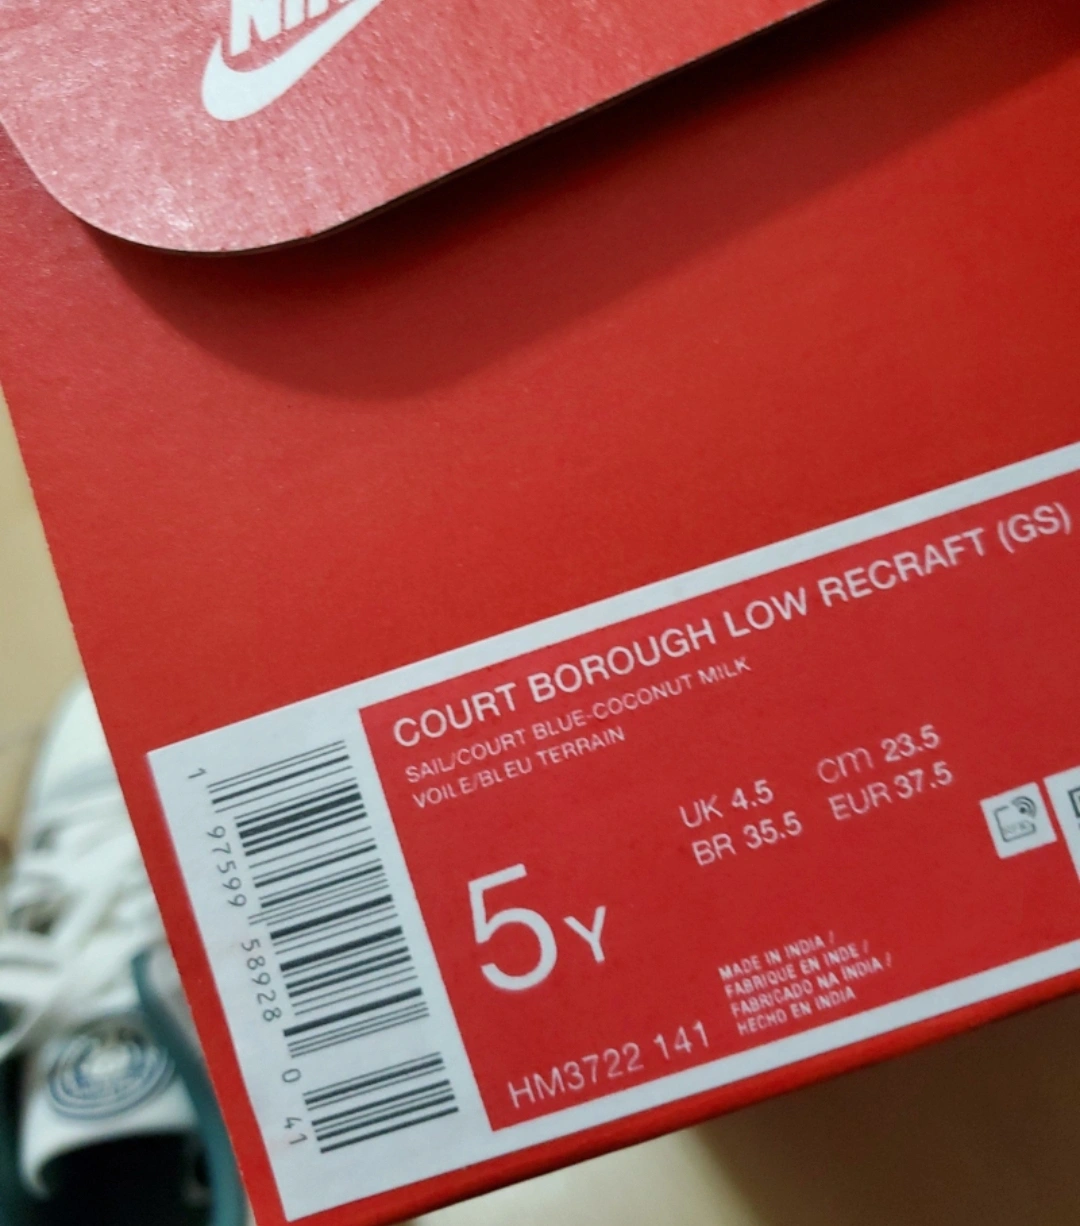 NIKE
COURT BOROUGH LOW RECRAFT (GS)
SAIL/COURT BLUE-COCONUT MILK
VOILE/BLEU TERRAIN
UK 4.5 cm 23.5
BR 35.5 EUR 37.5
5Y
MADE IN INDIA /
FABRIQUE EN INDE /
FABRICADO NA ÍNDIA /
HECHO EN INDIA
HM3722 141
1 97599 58928 0 41